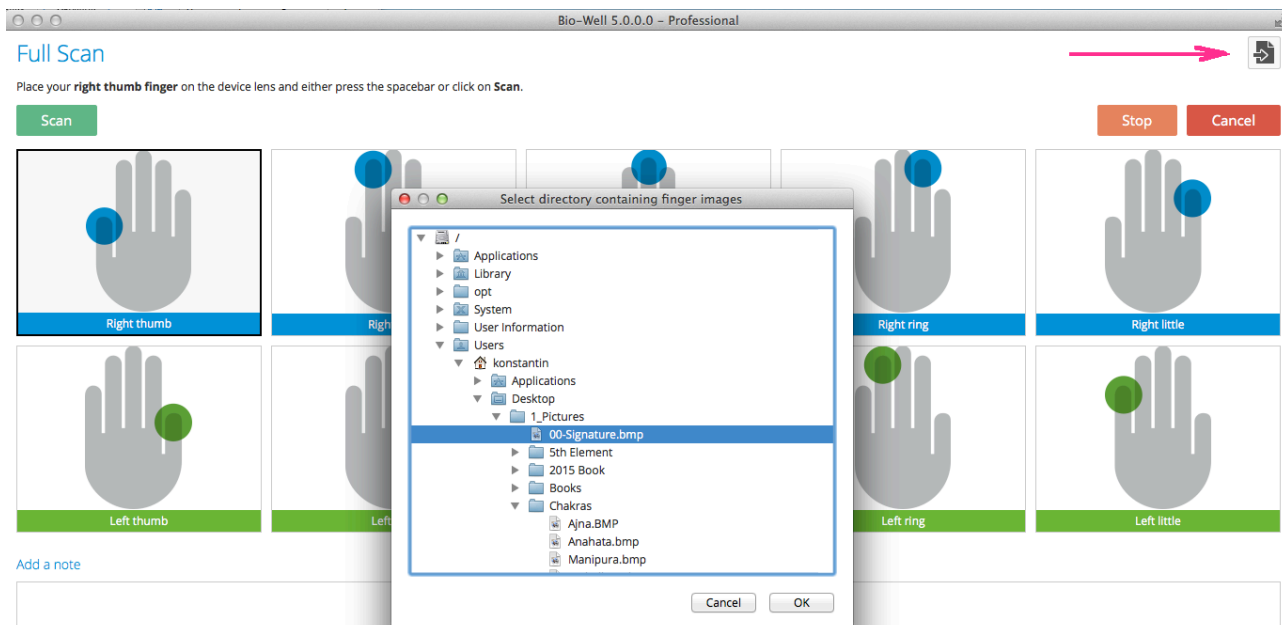 Bio-Well 5.0.0.0 – Professional
Full Scan
Place your right thumb finger on the device lens and either press the spacebar or click on Scan.
Scan
Stop
Cancel
Select directory containing finger images
/
Applications
Library
opt
System
User Information
Users
konstantin
Applications
Desktop
1_Pictures
00-Signature.bmp
5th Element
2015 Book
Books
Chakras
Ajna.BMP
Anahata.bmp
Manipura.bmp
Cancel
OK
Right thumb
Righ
Right ring
Right little
Left thumb
Left
Left ring
Left little
Add a note